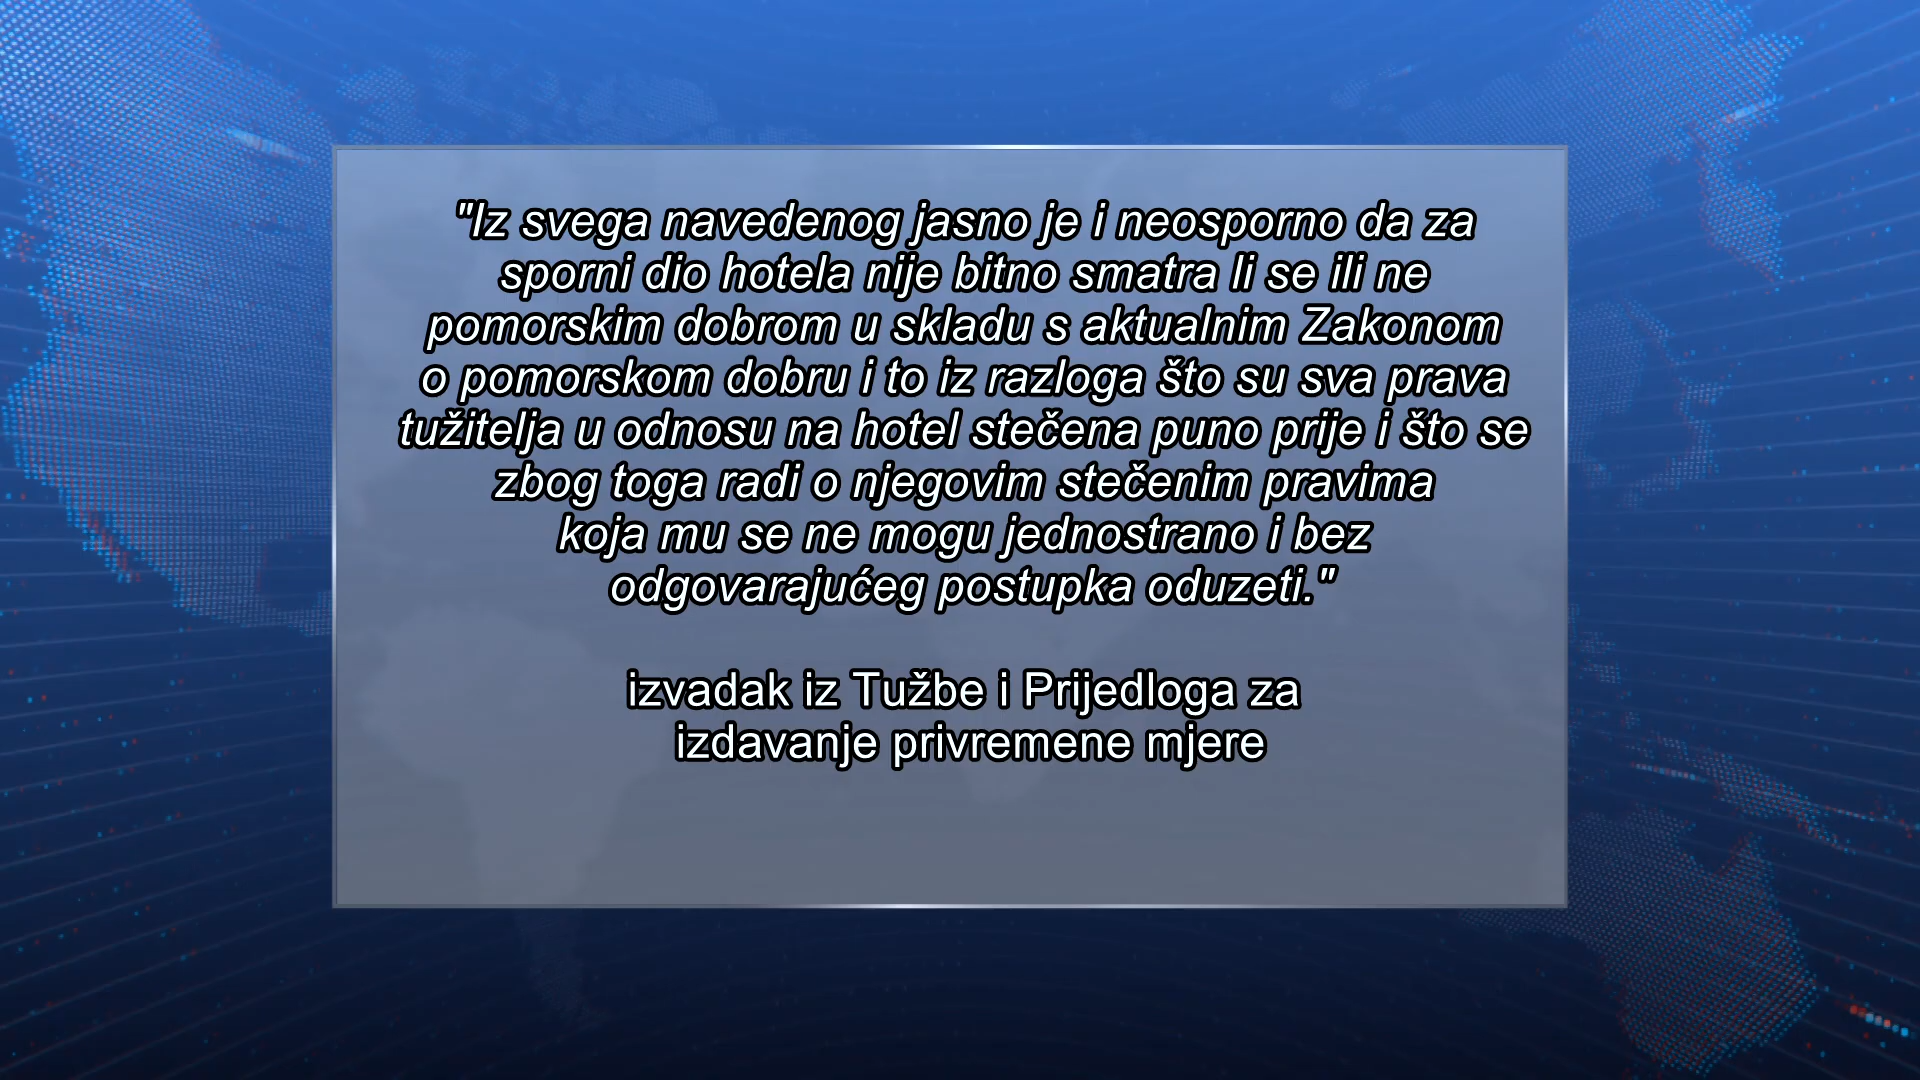 "Iz svega navedenog jasno je i neosporno da za
sporni dio hotela nije bitno smatra li se ili ne
pomorskim dobrom u skladu s aktualnim Zakonom
o pomorskom dobru i to iz razloga što su sva prava
tužitelja u odnosu na hotel stečena puno prije i što se
zbog toga radi o njegovim stečenim pravima
koja mu se ne mogu jednostrano i bez
odgovarajućeg postupka oduzeti."
izvadak iz Tužbe i Prijedloga za
izdavanje privremene mjere